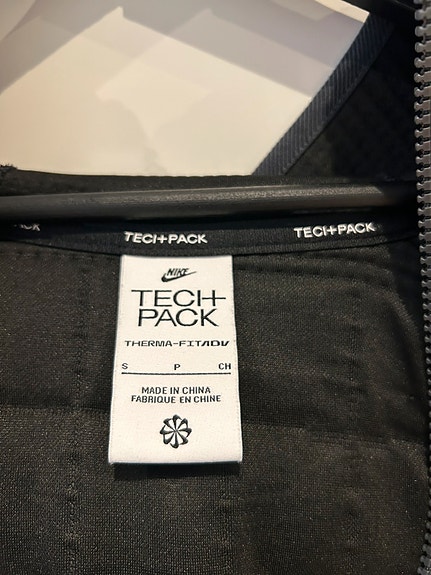 TECH+PACK
TECH+PACK
NIKE
TECH
PACK
THERMA-FITADV
S P CH
MADE IN CHINA
FABRIQUE EN CHINE